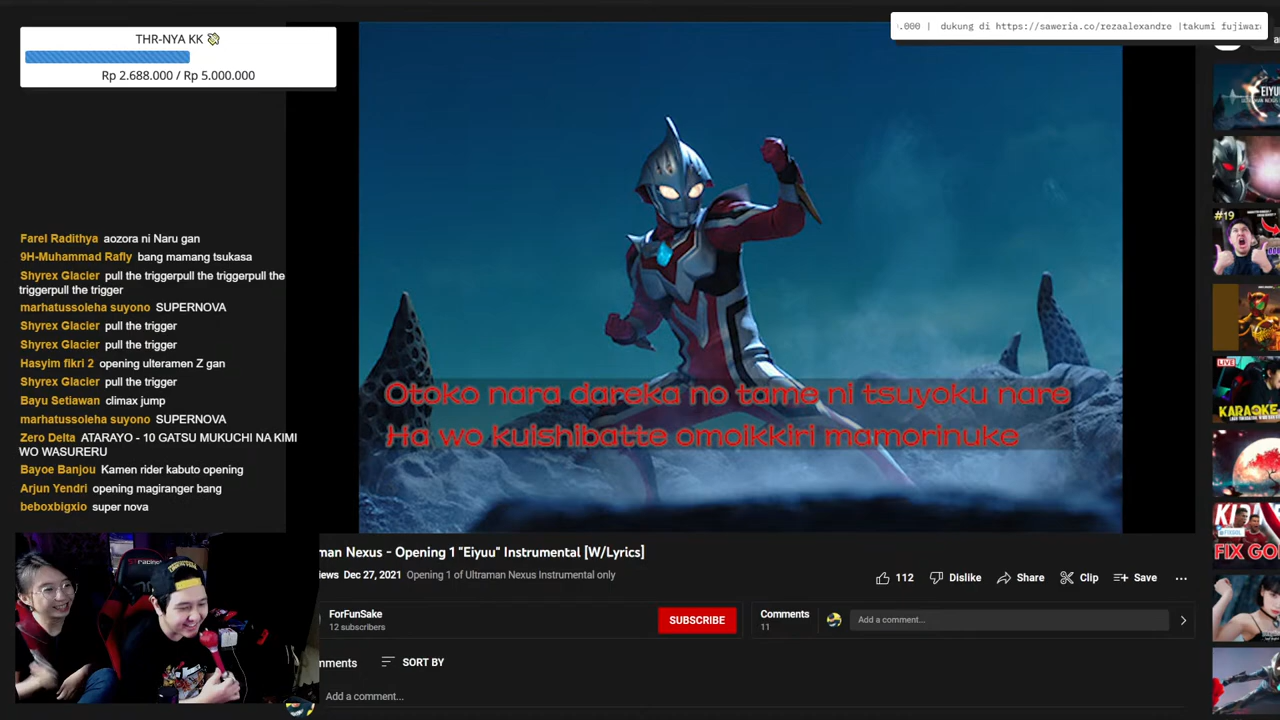 THR-NYA KK
Rp 2.688.000 / Rp 5.000.000
.000 | dukung di https://saweria.co/rezaalexandre |takumi fujiwar
Farel Radithya aozora ni Naru gan
9H-Muhammad Rafly bang mamang tsukasa
Shyrex Glacier pull the triggerpull the triggerpull the
triggerpull the trigger
marhatussoleha suyono SUPERNOVA
Shyrex Glacier pull the trigger
Shyrex Glacier pull the trigger
Hasyim fikri 2 opening ulteramen Z gan
Shyrex Glacier pull the trigger
Bayu Setiawan climax jump
marhatussoleha suyono SUPERNOVA
Zero Delta ATARAYO - 10 GATSU MUKUCHI NA KIMI
WO WASURERU
Bayoe Banjou Kamen rider kabuto opening
Arjun Yendri opening magiranger bang
beboxbigxio super nova
Otoko nara dareka no tame ni tsuyoku nare
Ha wo kuishibatte omoikkiri mamorinuke
man Nexus - Opening 1 "Eiyuu" Instrumental [W/Lyrics]
iews Dec 27, 2021 Opening 1 of Ultraman Nexus Instrumental only
112 Dislike Share Clip Save
ForFunSake
12 subscribers
SUBSCRIBE
Comments
11
Add a comment...
mments SORT BY
Add a comment...
EIYUU
#19
LIVE
KARAOKE
FIX GO